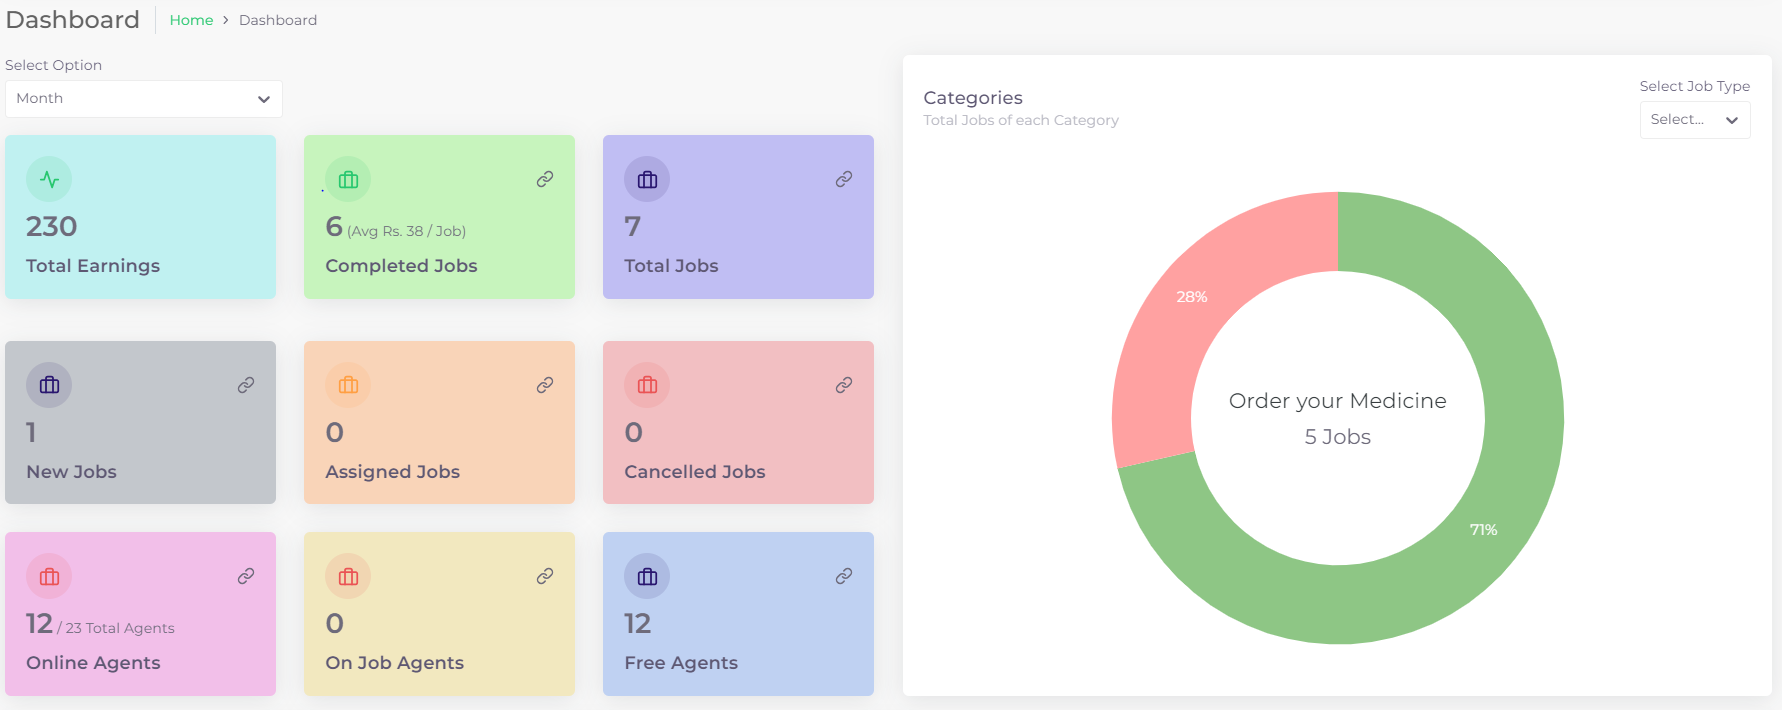 Dashboard
Home > Dashboard
Select Option
Month
230
Total Earnings
6 (Avg Rs. 38 / Job)
Completed Jobs
7
Total Jobs
1
New Jobs
0
Assigned Jobs
0
Cancelled Jobs
12 / 23 Total Agents
Online Agents
0
On Job Agents
12
Free Agents
Categories
Total Jobs of each Category
Select Job Type
Select...
28%
Order your Medicine
5 Jobs
71%